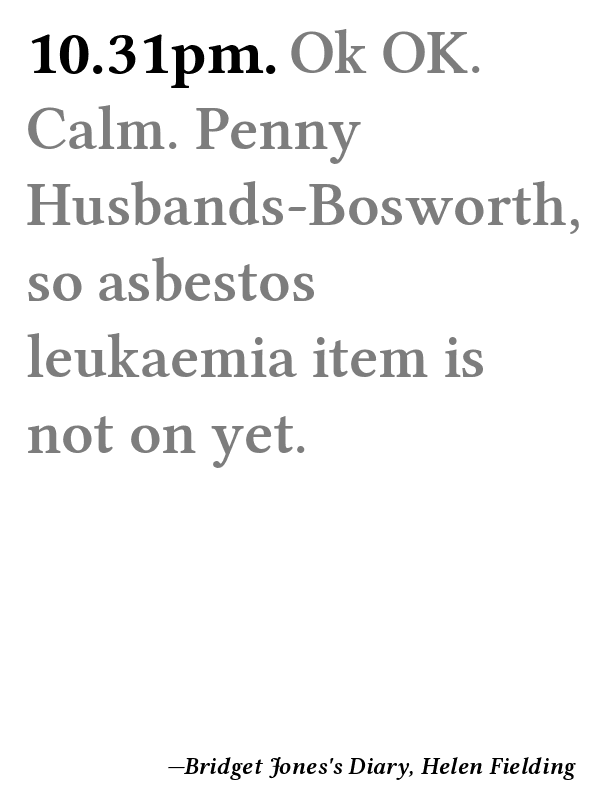 10.31pm. Ok OK.
Calm. Penny
Husbands-Bosworth,
so asbestos
leukaemia item is
not on yet.
—Bridget Jones's Diary, Helen Fielding